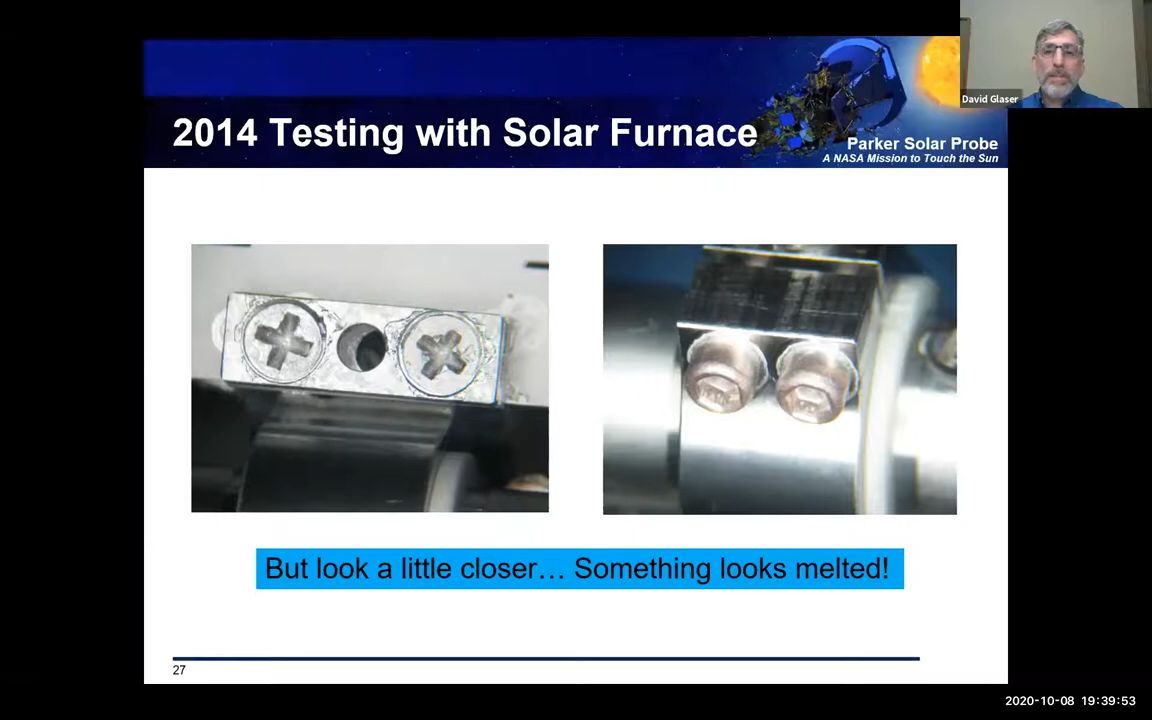 David Glaser
2014 Testing with Solar Furnace
Parker Solar Probe
A NASA Mission to Touch the Sun
But look a little closer… Something looks melted!
27
2020-10-08 19:39:53